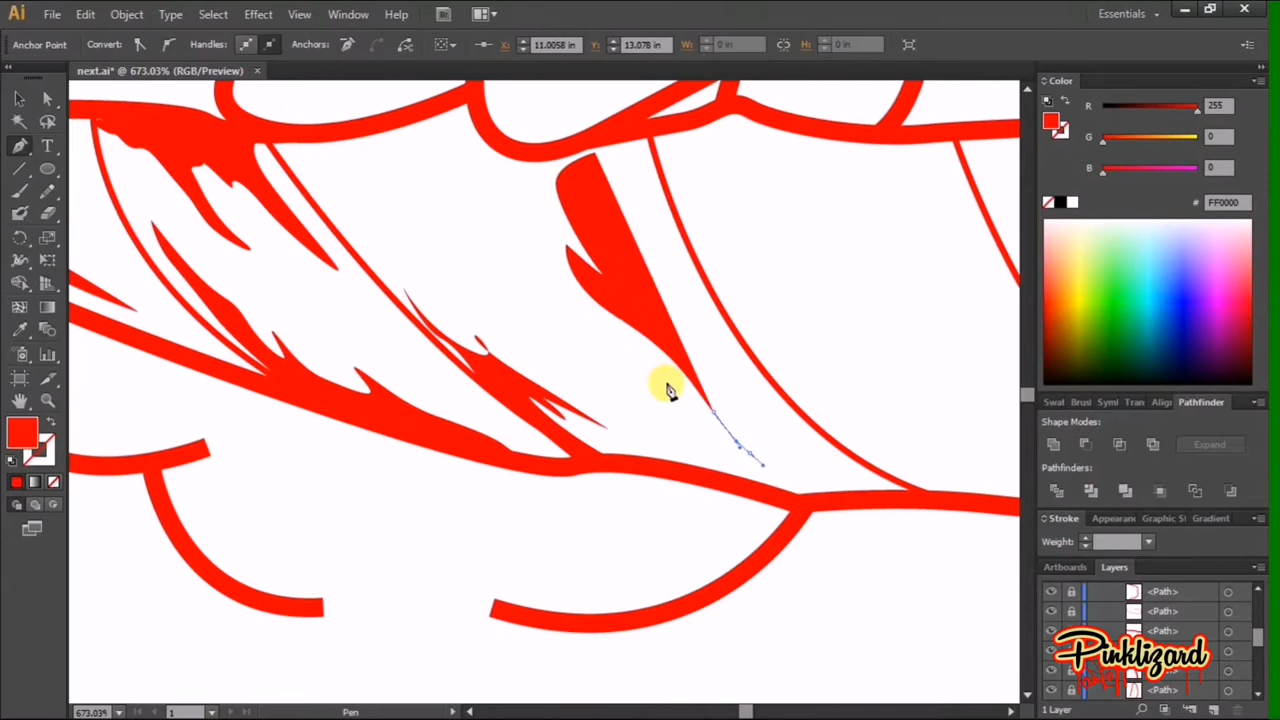 Ai File Edit Object Type Select Effect View Window Help Br Essentials
Anchor Point Convert: Handles: Anchors: X: 11.0058 in Y: 13.078 in W: 0 in H: 0 in
next.ai* @ 673.03% (RGB/Preview)
Color
R 255
G 0
B 0
# FF0000
Swat Brus Symt Tran Aligi Pathfinder
Shape Modes:
Expand
Pathfinders:
Stroke Appearan Graphic St Gradient
Weight:
Artboards Layers
<Path>
<Path>
<Path>
<Path>
Pinklizard
1 Layer
673.03% 1 Pen